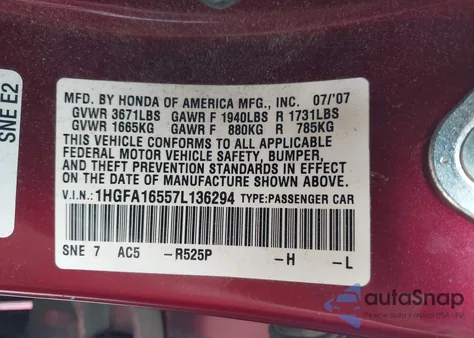 SNE E2
MFD. BY HONDA OF AMERICA MFG., INC. 07/'07
GVWR 3671LBS GAWR F 1940LBS R 1731LBS
GVWR 1665KG GAWR F 880KG R 785KG
THIS VEHICLE CONFORMS TO ALL APPLICABLE
FEDERAL MOTOR VEHICLE SAFETY, BUMPER,
AND THEFT PREVENTION STANDARDS IN EFFECT
ON THE DATE OF MANUFACTURE SHOWN ABOVE.
V.I.N.: 1HGFA16557L136294 TYPE:PASSENGER CAR
SNE 7 AC5 -R525P -H -L
autoSnap